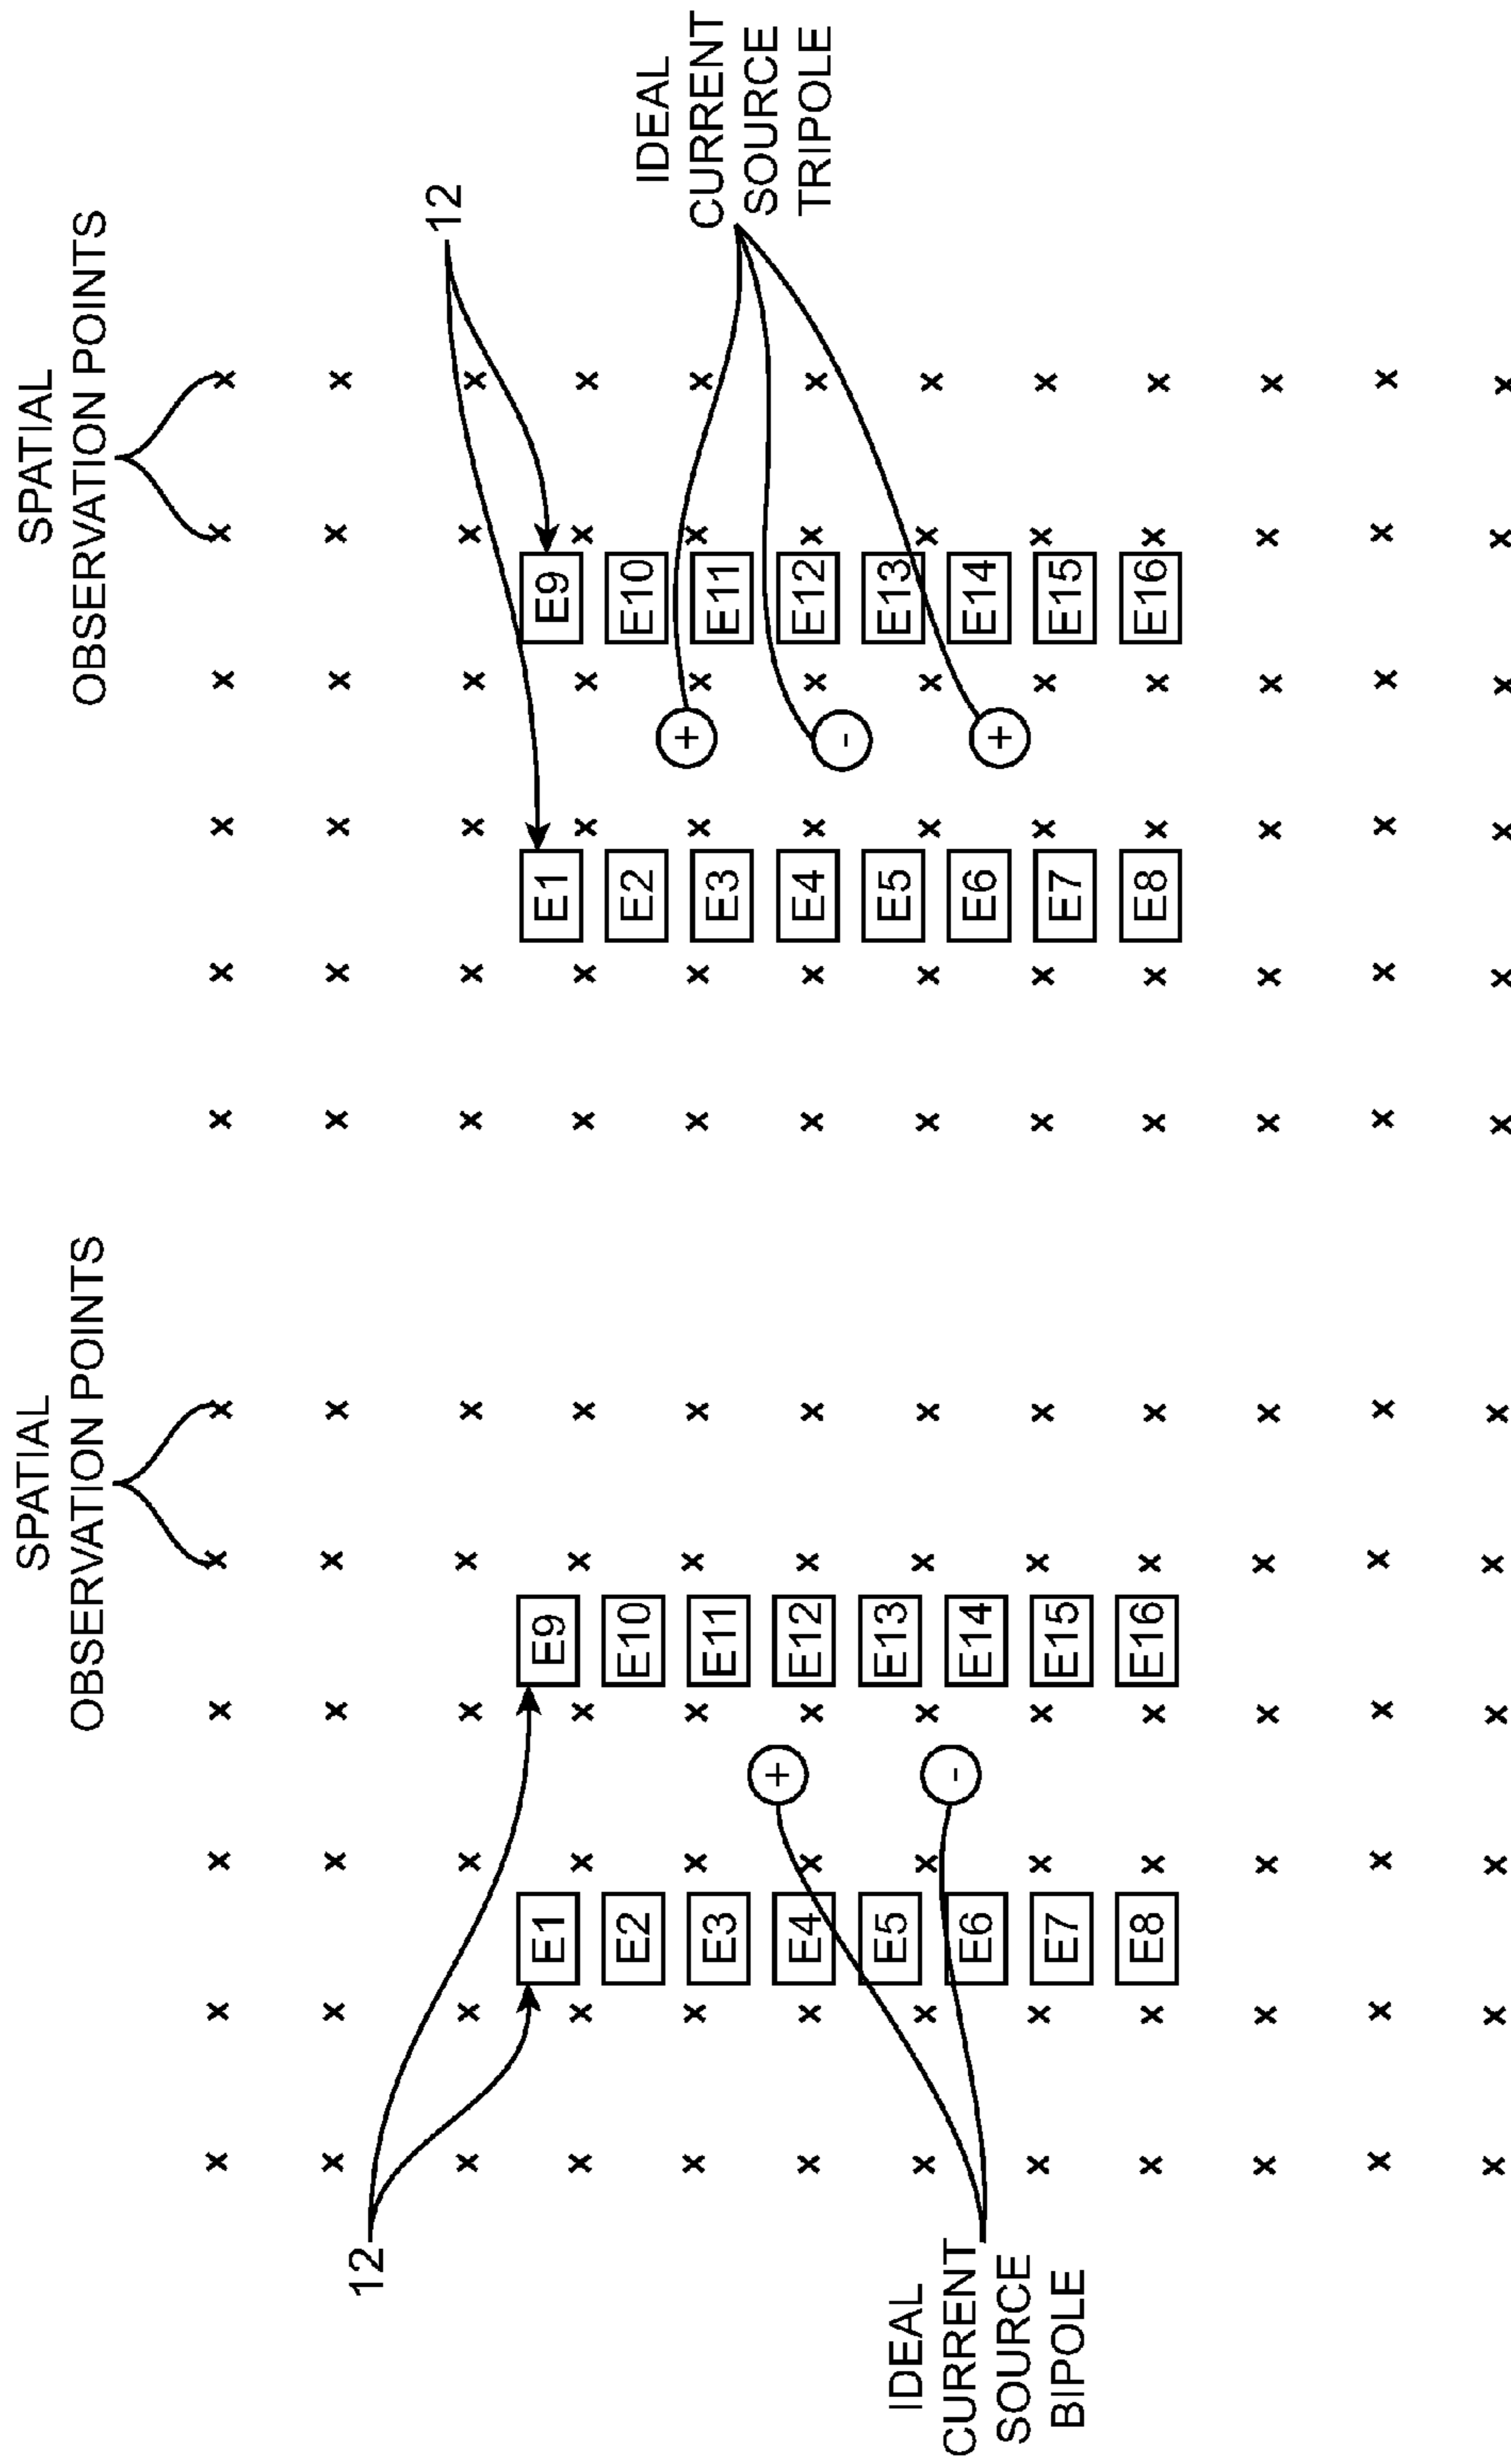 SPATIAL
OBSERVATION POINTS
12
E1 E9
E2 E10
E3 E11
E4 + E12
E5 E13
E6 - E14
E7 E15
E8 E16
IDEAL
CURRENT
SOURCE
BIPOLE
SPATIAL
OBSERVATION POINTS
12
E1 E9
E2 E10
E3 + E11
E4 - E12
E5 E13
E6 + E14
E7 E15
E8 E16
IDEAL
CURRENT
SOURCE
TRIPOLE